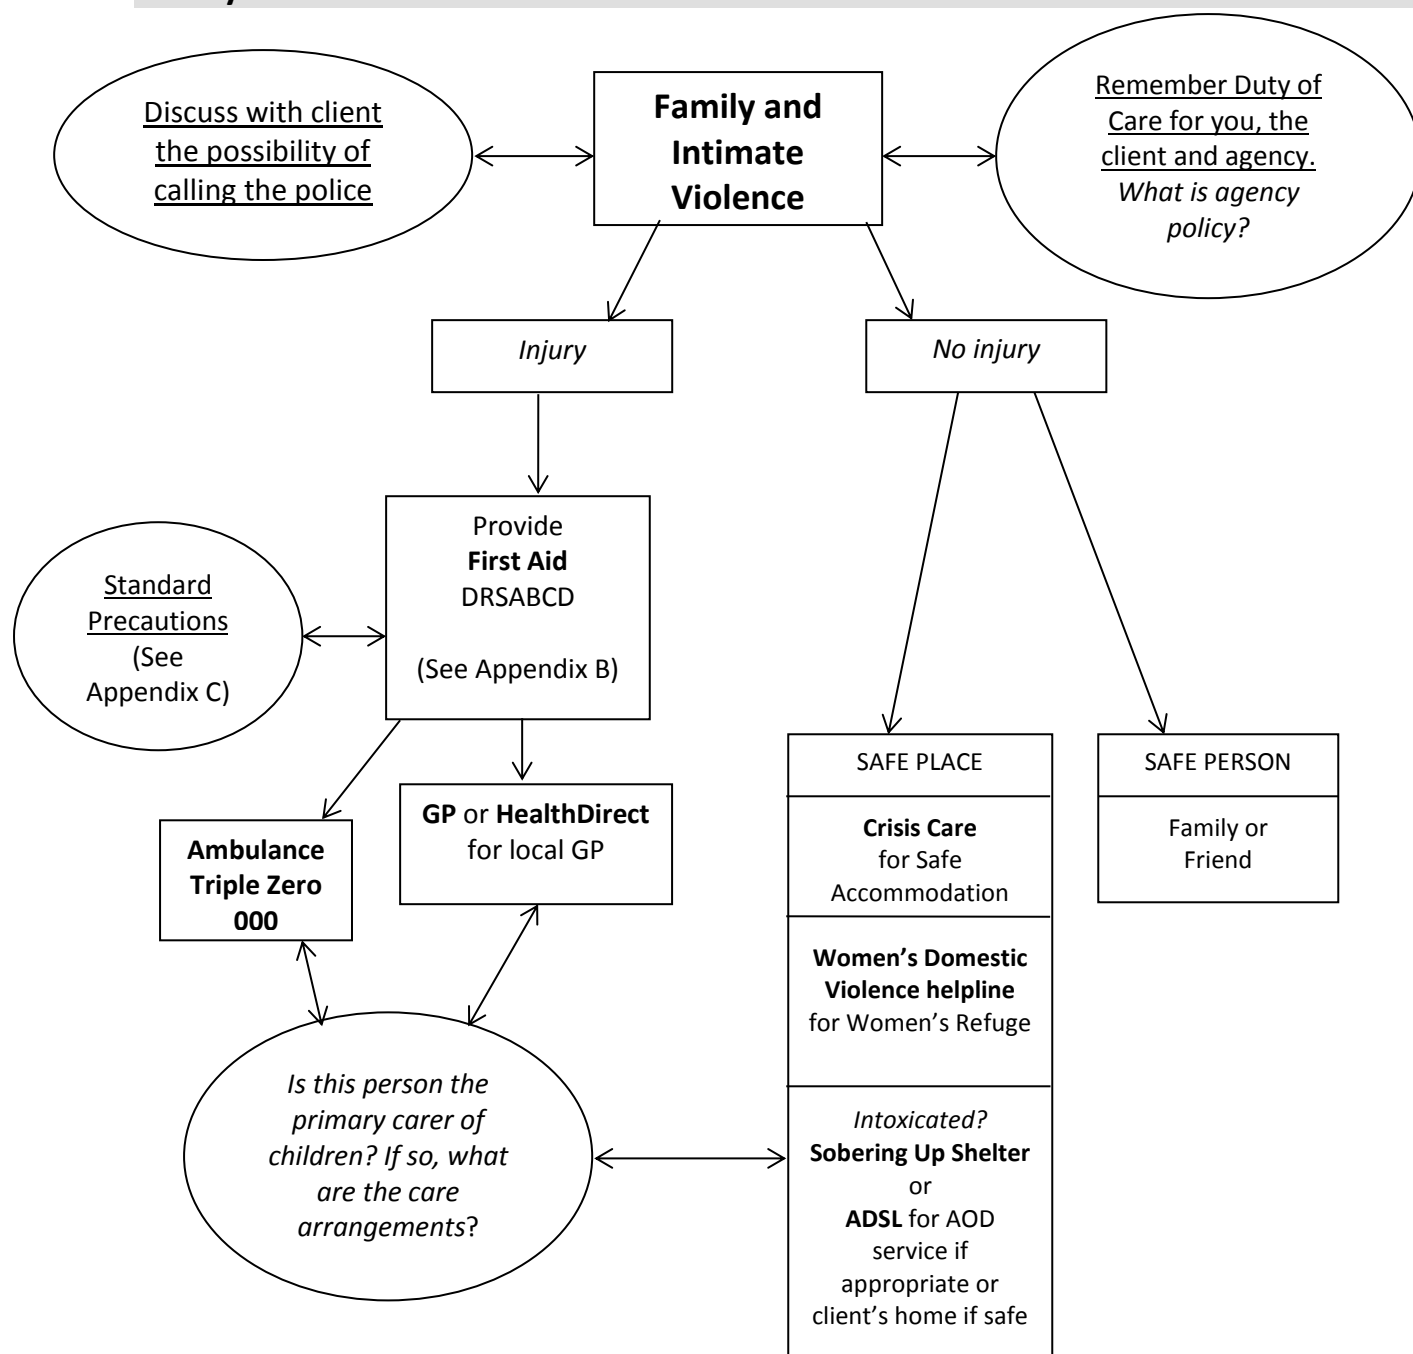 Discuss with client
the possibility of
calling the police
Family and
Intimate
Violence
Remember Duty of
Care for you, the
client and agency.
What is agency
policy?
Injury
No injury
Provide
First Aid
DRSABCD
(See Appendix B)
Standard
Precautions
(See
Appendix C)
Ambulance
Triple Zero
000
GP or HealthDirect
for local GP
SAFE PLACE
Crisis Care
for Safe
Accommodation
Women’s Domestic
Violence helpline
for Women’s Refuge
Intoxicated?
Sobering Up Shelter
or
ADSL for AOD
service if
appropriate or
client’s home if safe
SAFE PERSON
Family or
Friend
Is this person the
primary carer of
children? If so, what
are the care
arrangements?